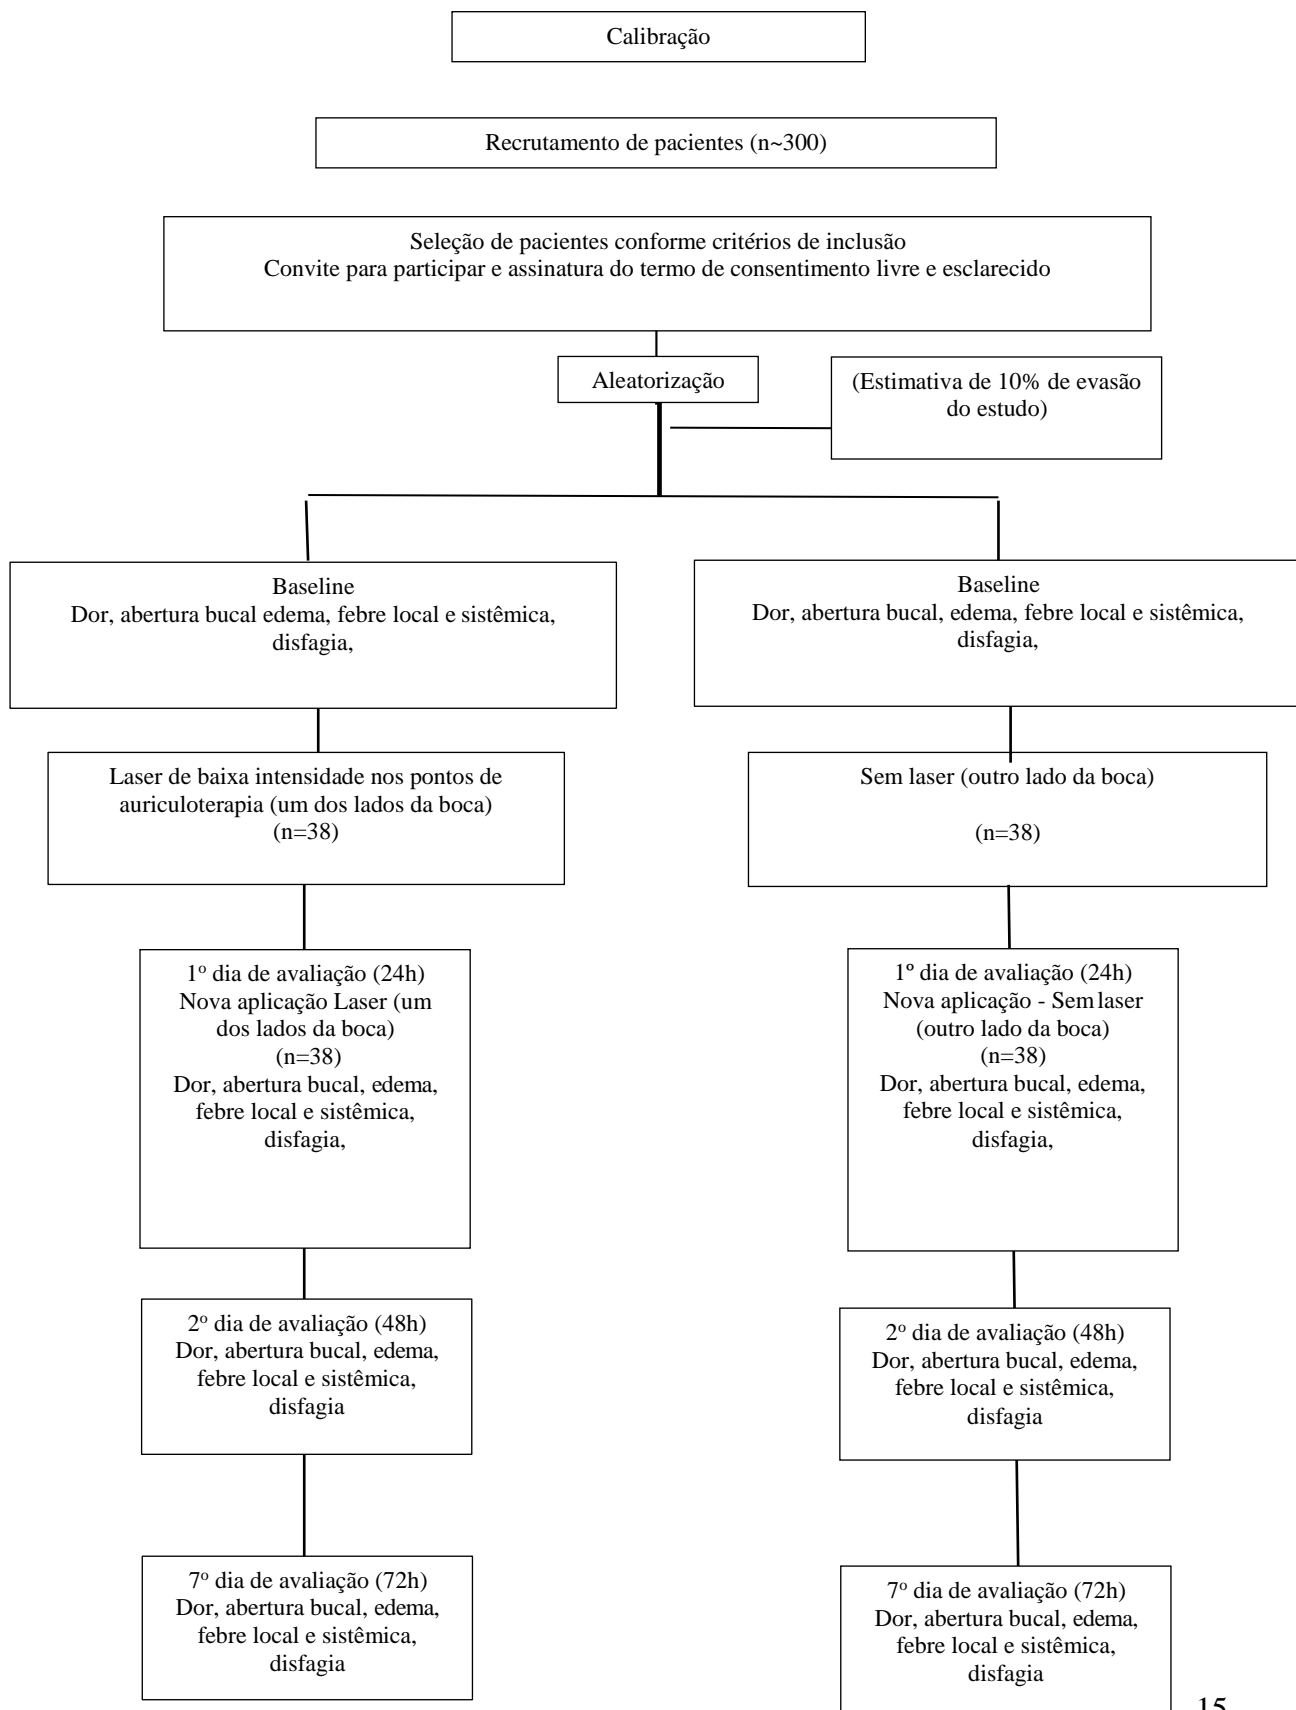 Calibração
Recrutamento de pacientes (n~300)
Seleção de pacientes conforme critérios de inclusão
Convite para participar e assinatura do termo de consentimento livre e esclarecido
Aleatorização
(Estimativa de 10% de evasão
do estudo)
Baseline
Dor, abertura bucal edema, febre local e sistêmica,
disfagia,
Baseline
Dor, abertura bucal, edema, febre local e sistêmica,
disfagia,
Laser de baixa intensidade nos pontos de
auriculoterapia (um dos lados da boca)
(n=38)
Sem laser (outro lado da boca)
(n=38)
1º dia de avaliação (24h)
Nova aplicação Laser (um
dos lados da boca)
(n=38)
Dor, abertura bucal, edema,
febre local e sistêmica,
disfagia,
1º dia de avaliação (24h)
Nova aplicação - Sem laser
(outro lado da boca)
(n=38)
Dor, abertura bucal, edema,
febre local e sistêmica,
disfagia,
2º dia de avaliação (48h)
Dor, abertura bucal, edema,
febre local e sistêmica,
disfagia
2º dia de avaliação (48h)
Dor, abertura bucal, edema,
febre local e sistêmica,
disfagia
7º dia de avaliação (72h)
Dor, abertura bucal, edema,
febre local e sistêmica,
disfagia
7º dia de avaliação (72h)
Dor, abertura bucal, edema,
febre local e sistêmica,
disfagia
15